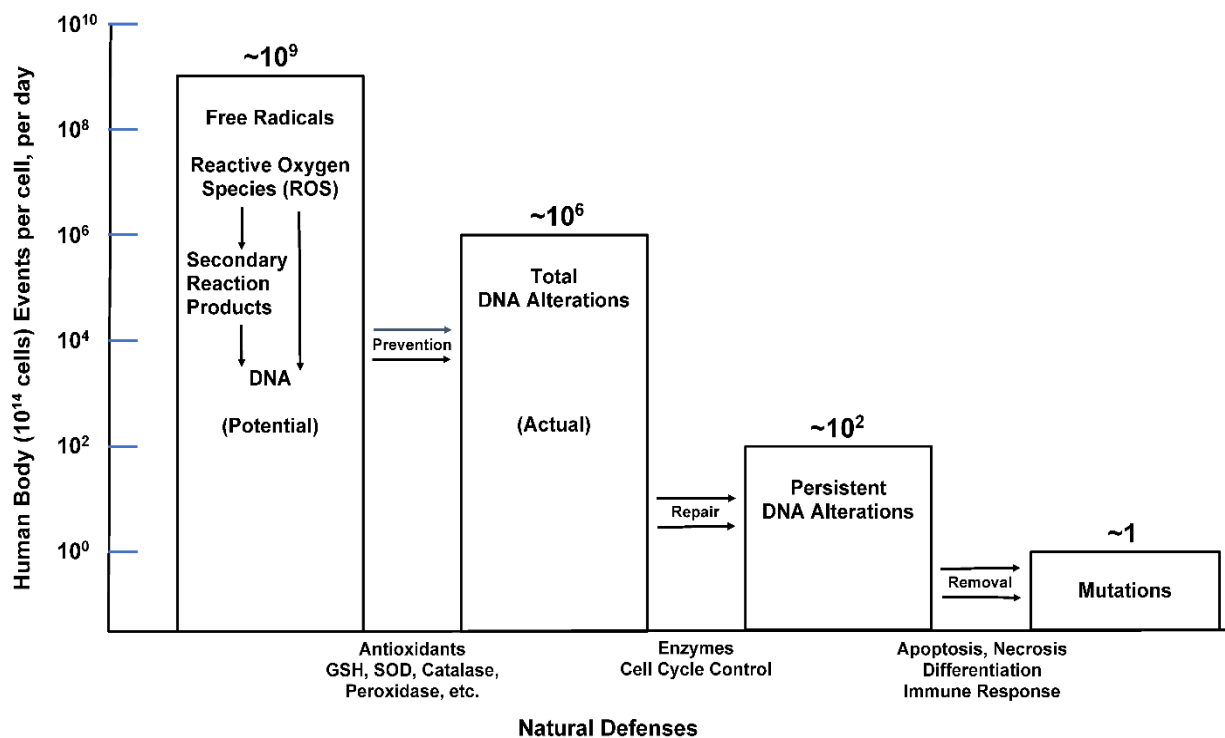 Human Body (10¹⁴ cells) Events per cell, per day
10¹⁰
10⁸
10⁶
10⁴
10²
10⁰
~10⁹
Free Radicals
Reactive Oxygen
Species (ROS)
Secondary
Reaction
Products
DNA
(Potential)
Prevention
~10⁶
Total
DNA Alterations
(Actual)
Repair
~10²
Persistent
DNA Alterations
Removal
~1
Mutations
Antioxidants
GSH, SOD, Catalase,
Peroxidase, etc.
Enzymes
Cell Cycle Control
Apoptosis, Necrosis
Differentiation
Immune Response
Natural Defenses